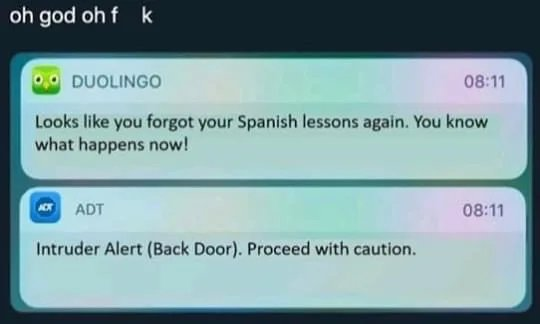 oh god oh f k
DUOLINGO 08:11
Looks like you forgot your Spanish lessons again. You know
what happens now!
ADT ADT 08:11
Intruder Alert (Back Door). Proceed with caution.